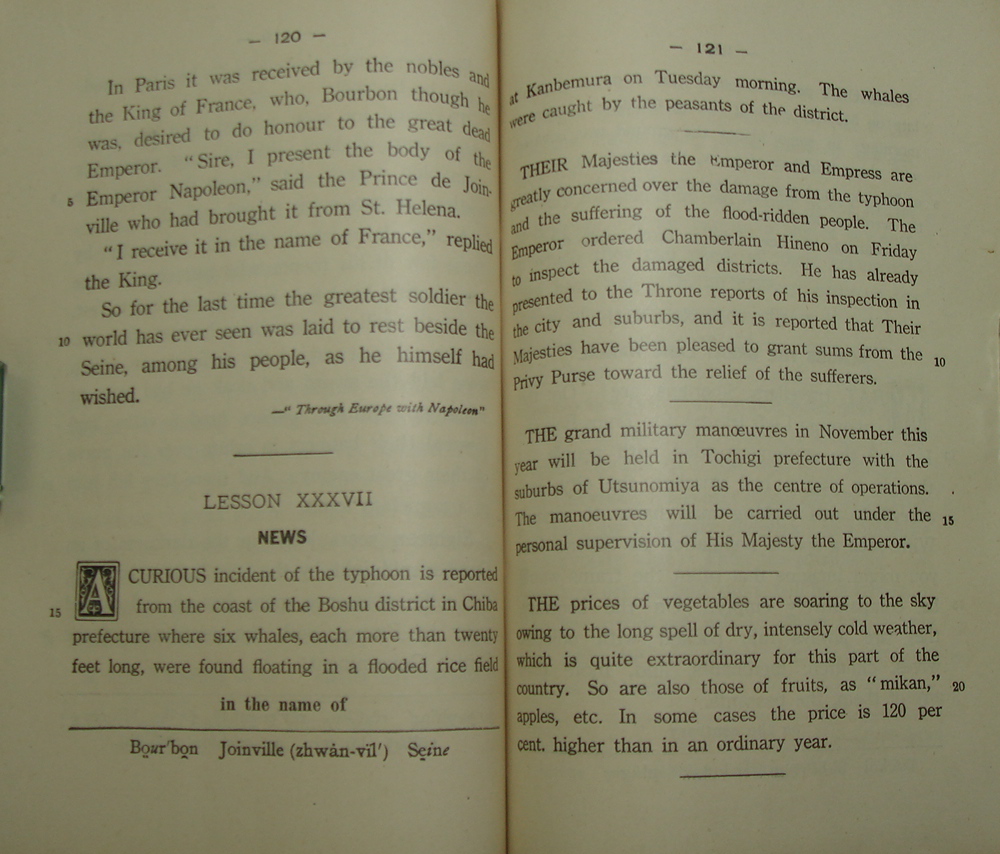 — 120 —
In Paris it was received by the nobles and
the King of France, who, Bourbon though he
was, desired to do honour to the great dead
Emperor. "Sire, I present the body of the
5 Emperor Napoleon," said the Prince de Join-
ville who had brought it from St. Helena.
"I receive it in the name of France," replied
the King.
So for the last time the greatest soldier the
10 world has ever seen was laid to rest beside the
Seine, among his people, as he himself had
wished.
—"Through Europe with Napoleon"
LESSON XXXVII
NEWS
A CURIOUS incident of the typhoon is reported
15 from the coast of the Boshu district in Chiba
prefecture where six whales, each more than twenty
feet long, were found floating in a flooded rice field
in the name of
Bour'bon Joinville (zhwăn-vĭl') Seine
— 121 —
at Kanbemura on Tuesday morning. The whales
were caught by the peasants of the district.
THEIR Majesties the Emperor and Empress are
greatly concerned over the damage from the typhoon
and the suffering of the flood-ridden people. The
Emperor ordered Chamberlain Hineno on Friday
to inspect the damaged districts. He has already
presented to the Throne reports of his inspection in
the city and suburbs, and it is reported that Their
Majesties have been pleased to grant sums from the 10
Privy Purse toward the relief of the sufferers.
THE grand military manœuvres in November this
year will be held in Tochigi prefecture with the
suburbs of Utsunomiya as the centre of operations.
The manoeuvres will be carried out under the 15
personal supervision of His Majesty the Emperor.
THE prices of vegetables are soaring to the sky
owing to the long spell of dry, intensely cold weather,
which is quite extraordinary for this part of the
country. So are also those of fruits, as "mikan," 20
apples, etc. In some cases the price is 120 per
cent. higher than in an ordinary year.